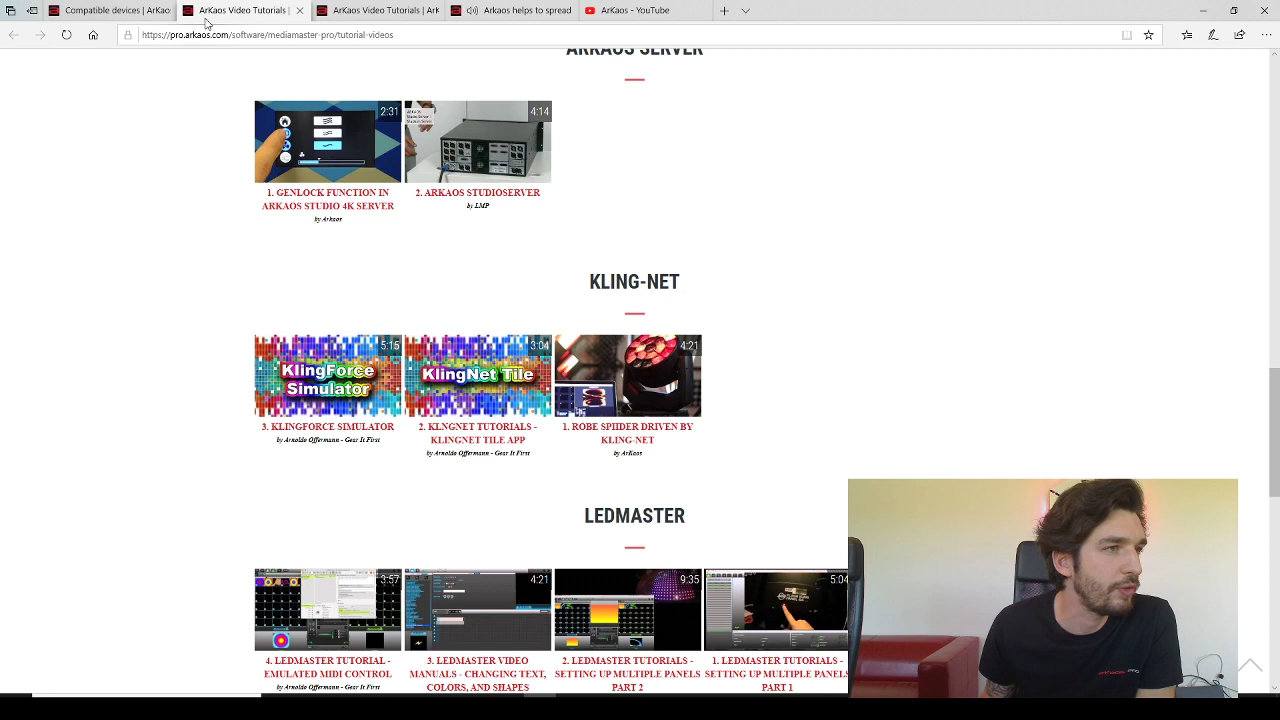 Compatible devices | ArKao
ArKaos Video Tutorials |
ArKaos Video Tutorials | Ark
ArKaos helps to spread
ArKaos - YouTube
https://pro.arkaos.com/software/mediamaster-pro/tutorial-videos
ARKAOS SERVER
2:31
4:14
1. GENLOCK FUNCTION IN
ARKAOS STUDIO 4K SERVER
by Arkaos
2. ARKAOS STUDIOSERVER
by LMP
KLING-NET
5:15
KlingForce
Simulator
3:04
KlingNet Tile
4:21
3. KLINGFORCE SIMULATOR
by Arnoldo Offermann - Gear It First
2. KLNGNET TUTORIALS -
KLINGNET TILE APP
by Arnoldo Offermann - Gear It First
1. ROBE SPIIDER DRIVEN BY
KLING-NET
by ArKaos
LEDMASTER
3:57
4:21
9:35
5:04
4. LEDMASTER TUTORIAL -
EMULATED MIDI CONTROL
by Arnoldo Offermann - Gear It First
3. LEDMASTER VIDEO
MANUALS - CHANGING TEXT,
COLORS, AND SHAPES
2. LEDMASTER TUTORIALS -
SETTING UP MULTIPLE PANELS
PART 2
1. LEDMASTER TUTORIALS -
SETTING UP MULTIPLE PANELS
PART 1
ARKAOS PRO